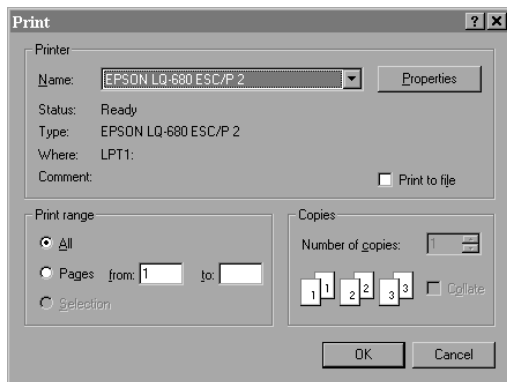 Print
Printer
Name: EPSON LQ-680 ESC/P 2 Properties
Status: Ready
Type: EPSON LQ-680 ESC/P 2
Where: LPT1:
Comment: Print to file
Print range
All
Pages from: 1 to:
Selection
Copies
Number of copies: 1
1 1 2 2 3 3 Collate
OK Cancel